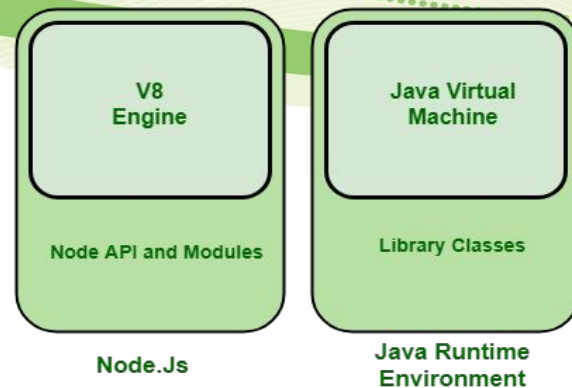 V8
Engine
Node API and Modules
Node.Js
Java Virtual
Machine
Library Classes
Java Runtime
Environment